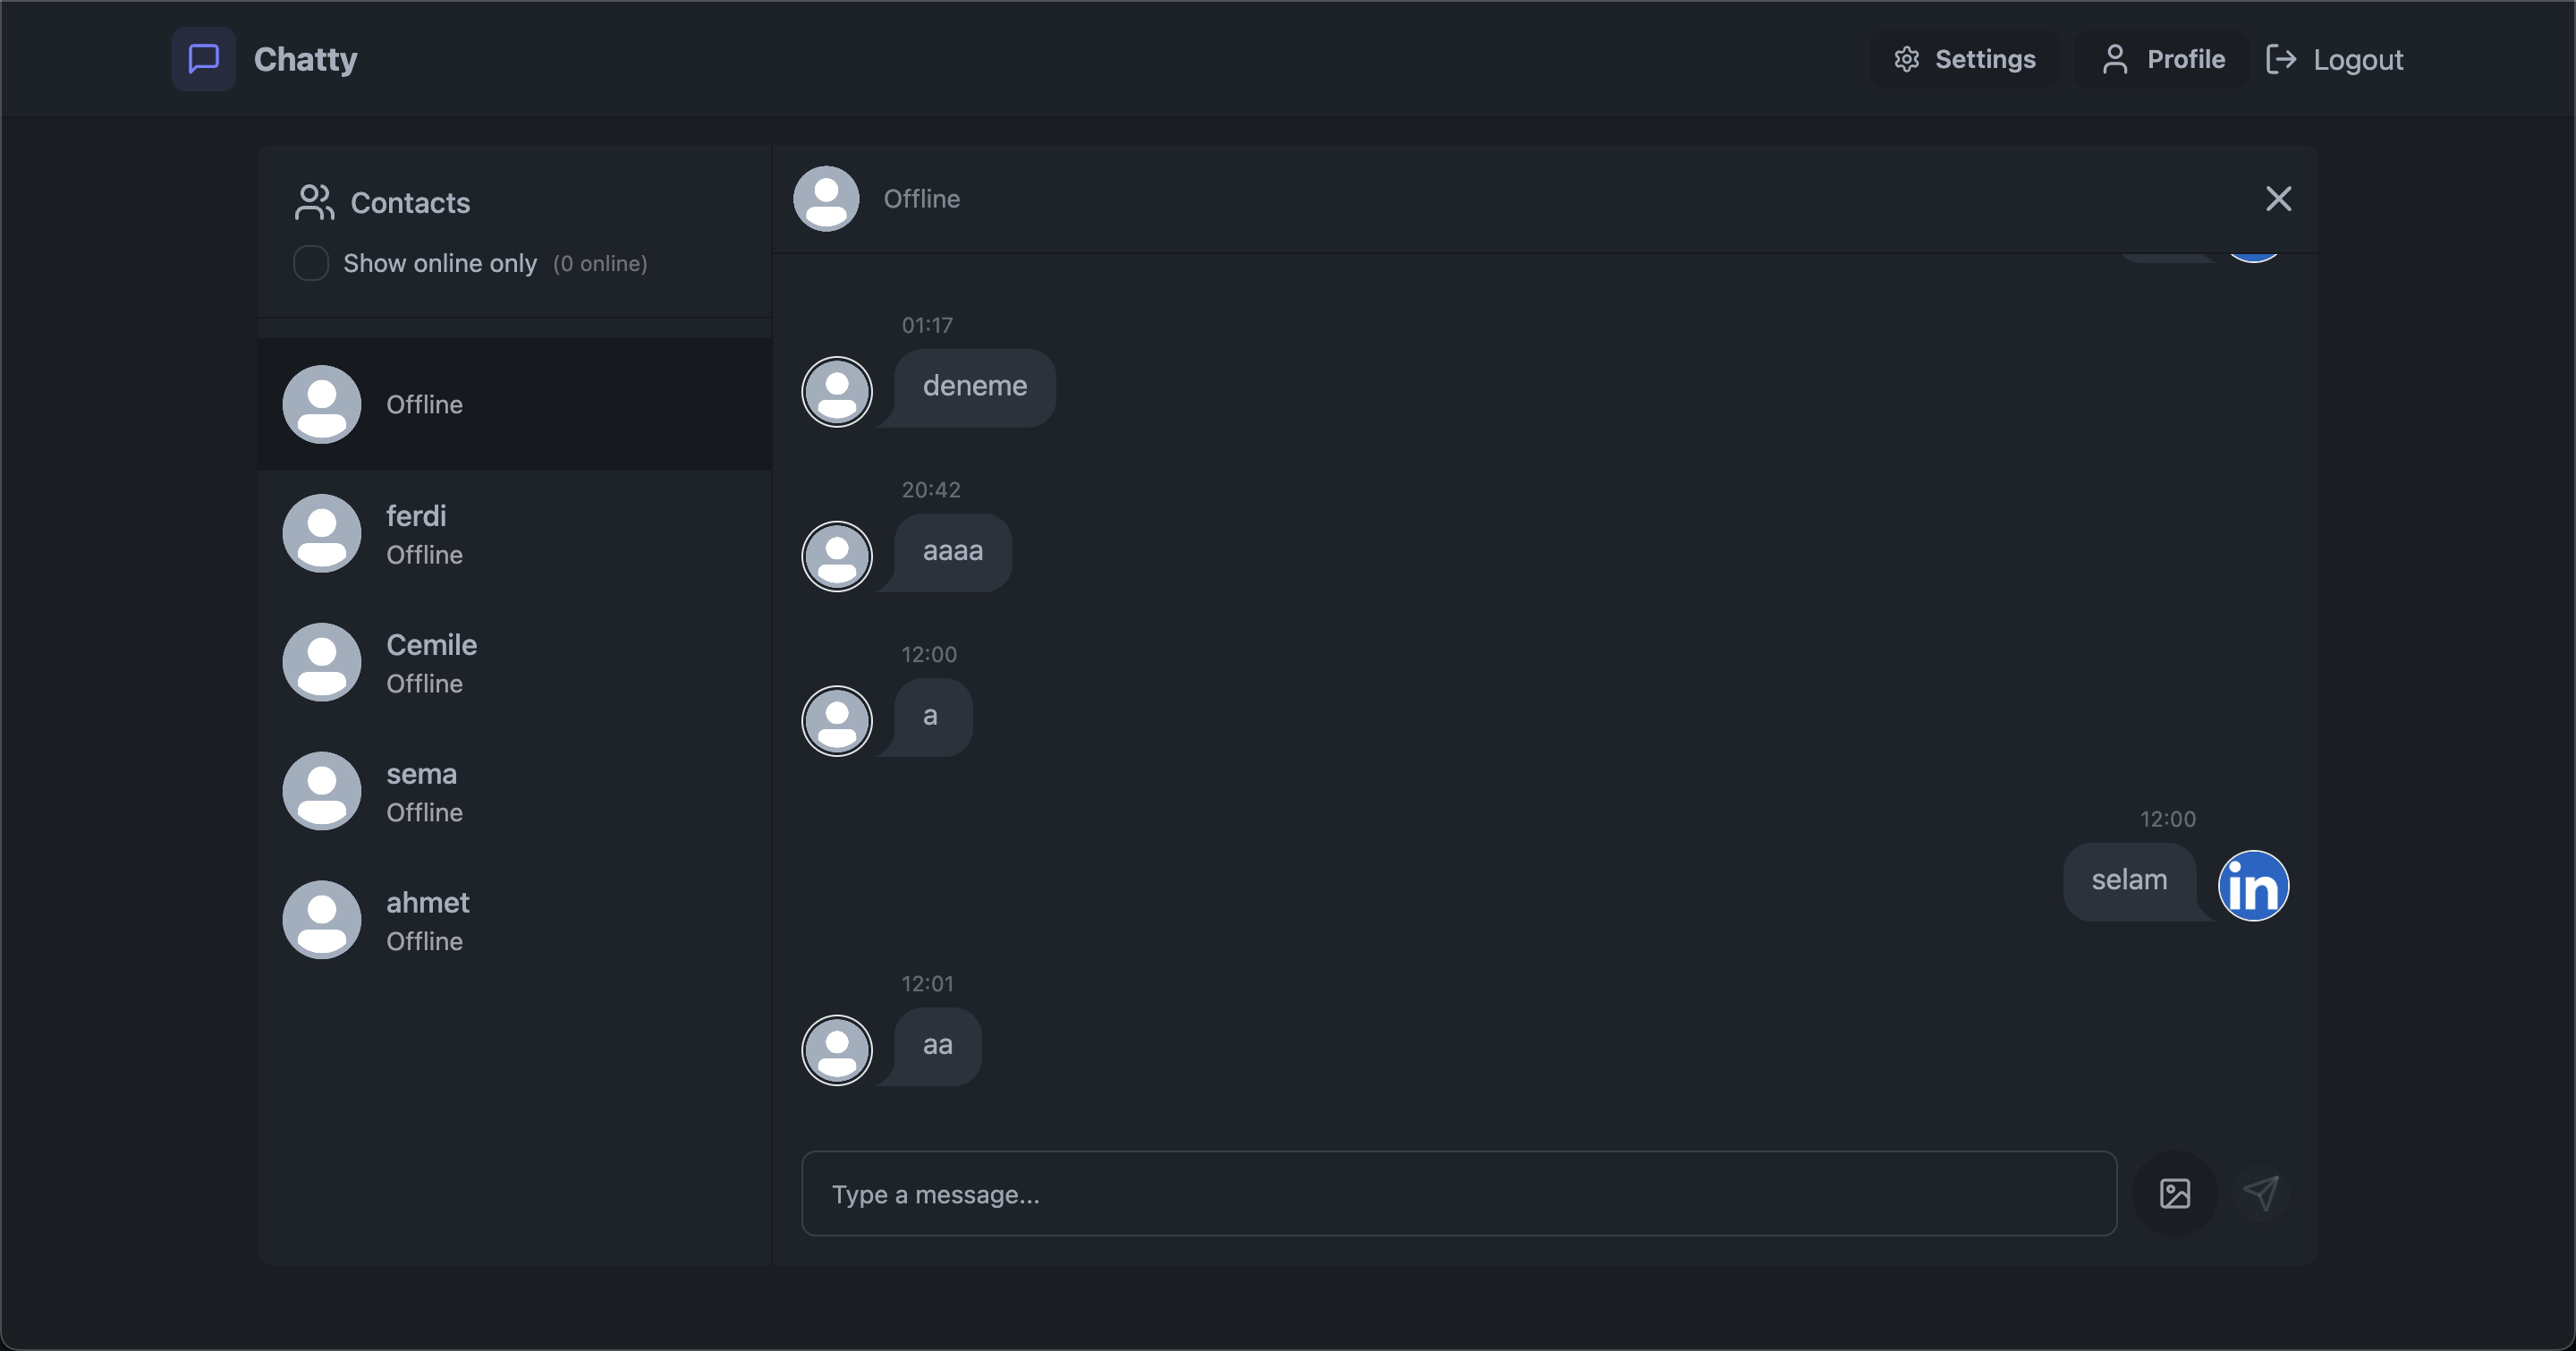 Chatty
Settings
Profile
Logout
Contacts
Show online only (0 online)
Offline
ferdi
Offline
Cemile
Offline
sema
Offline
ahmet
Offline
Offline
01:17
deneme
20:42
aaaa
12:00
a
12:00
selam
in
12:01
aa
Type a message...